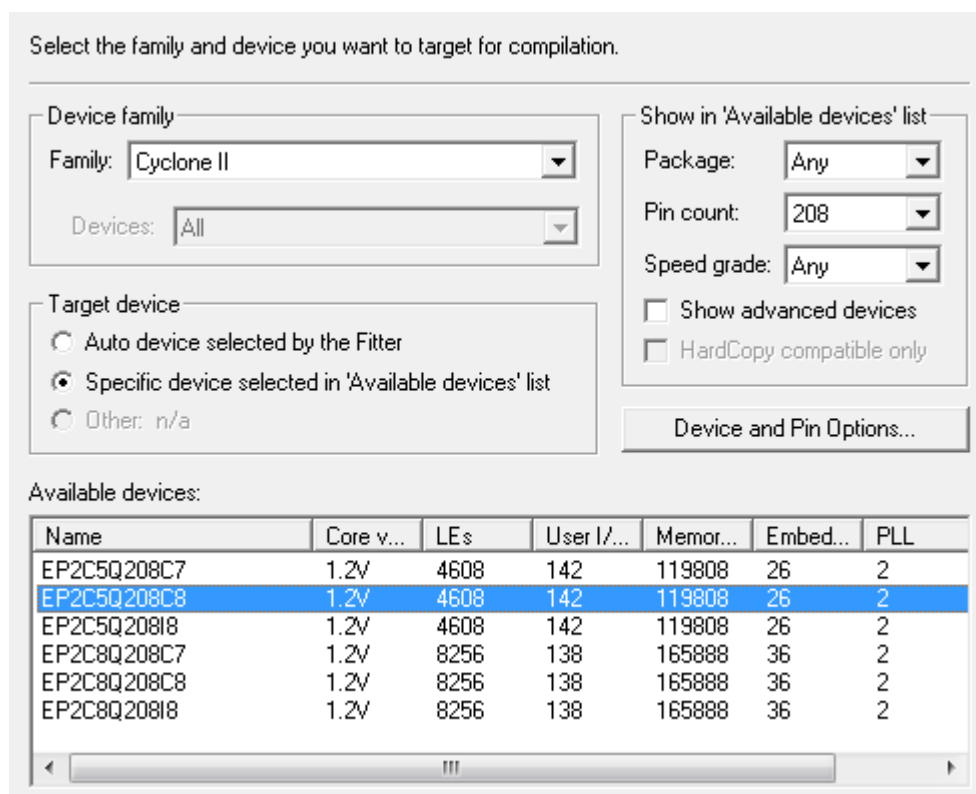 Select the family and device you want to target for compilation.
Device family
Family: Cyclone II
Devices: All
Show in 'Available devices' list
Package: Any
Pin count: 208
Speed grade: Any
Show advanced devices
HardCopy compatible only
Target device
Auto device selected by the Fitter
Specific device selected in 'Available devices' list
Other: n/a
Device and Pin Options...
Available devices:
Name Core v... LEs User I/... Memor... Embed... PLL
EP2C5Q208C7 1.2V 4608 142 119808 26 2
EP2C5Q208C8 1.2V 4608 142 119808 26 2
EP2C5Q208I8 1.2V 4608 142 119808 26 2
EP2C8Q208C7 1.2V 8256 138 165888 36 2
EP2C8Q208C8 1.2V 8256 138 165888 36 2
EP2C8Q208I8 1.2V 8256 138 165888 36 2